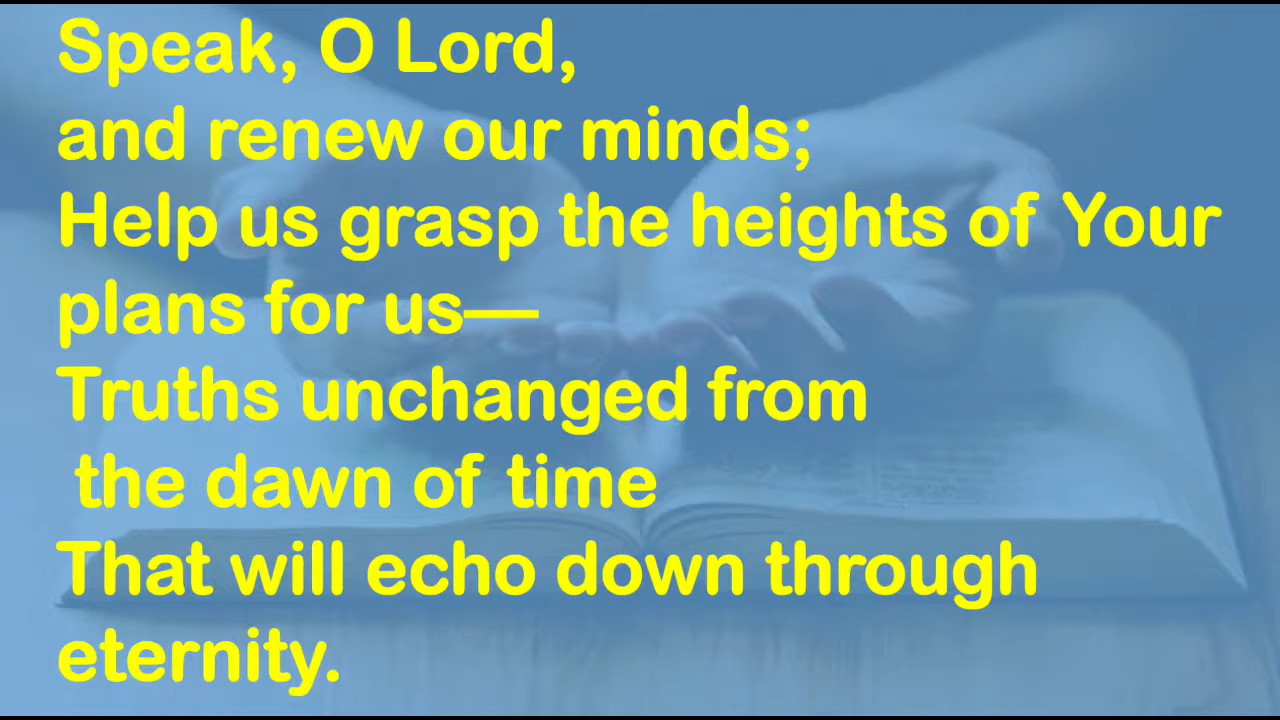 Speak, O Lord,
and renew our minds;
Help us grasp the heights of Your
plans for us—
Truths unchanged from
the dawn of time
That will echo down through
eternity.